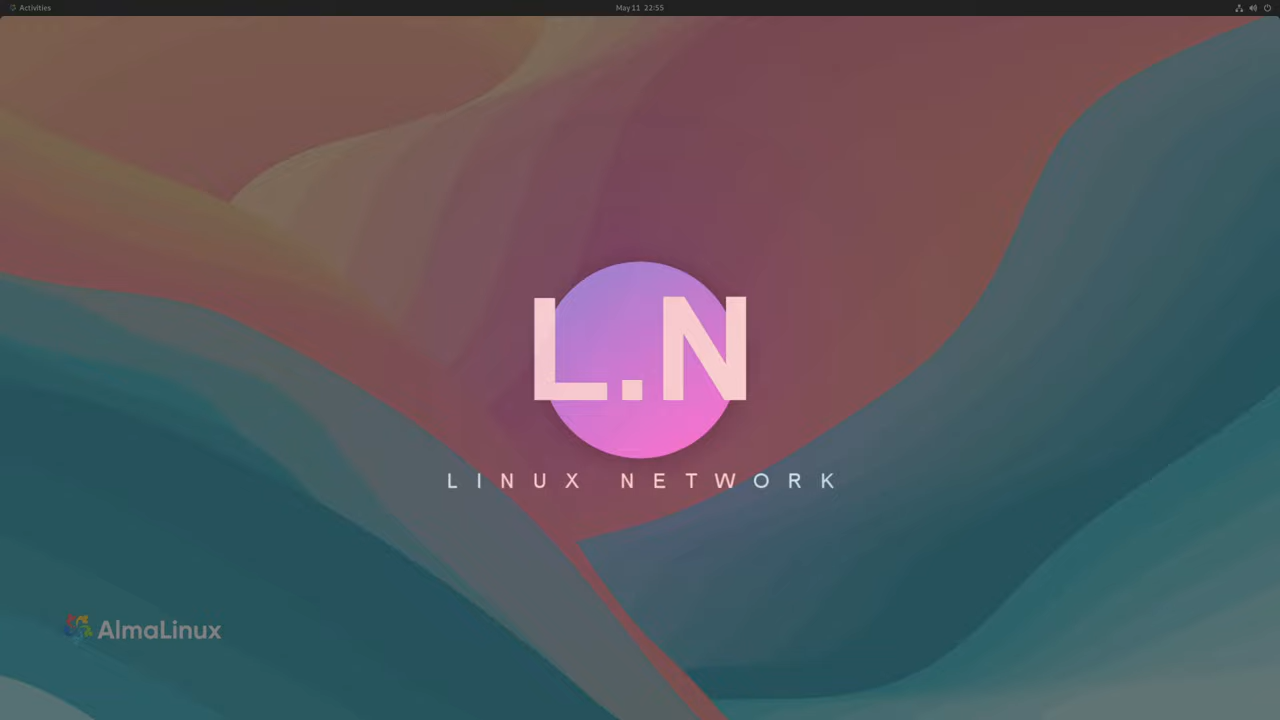 Activities
May 11 22:55
L.N
LINUX NETWORK
AlmaLinux